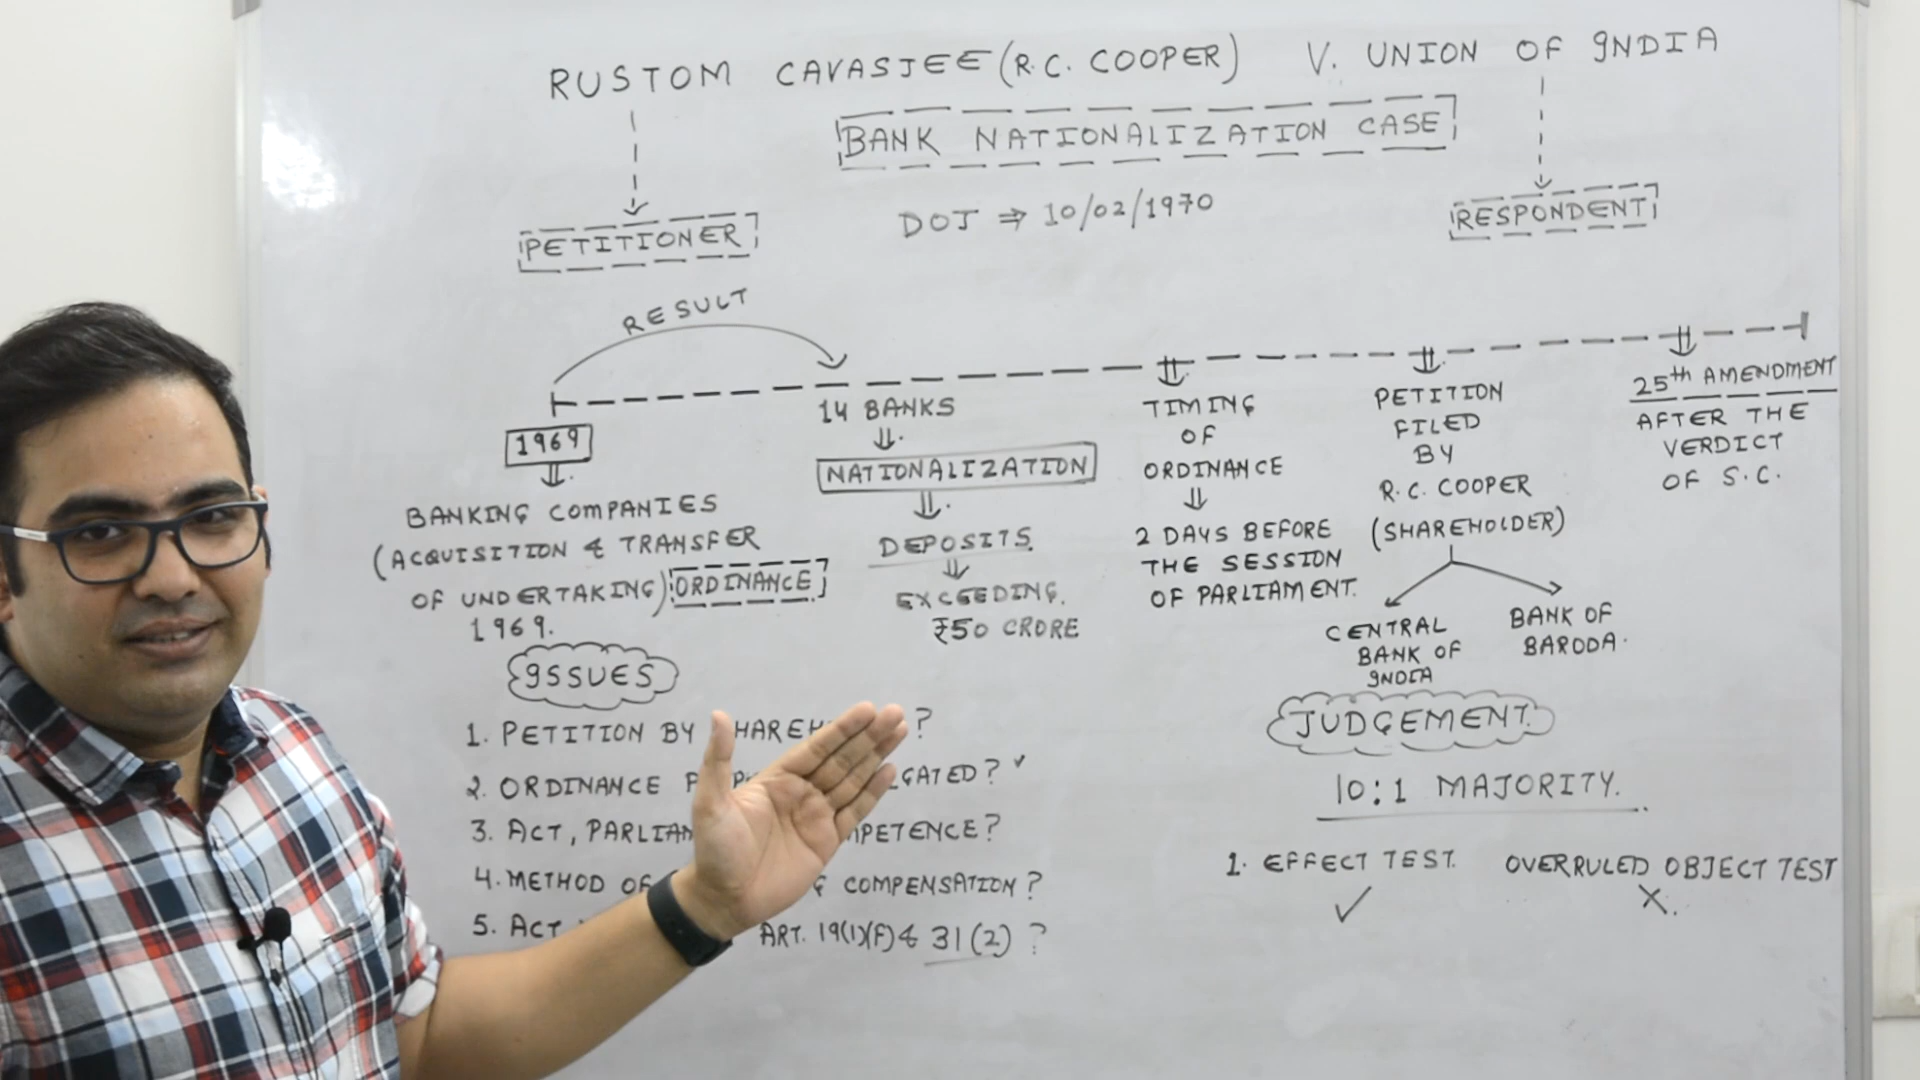 RUSTOM CAVASJEE (R.C. COOPER) V. UNION OF INDIA
BANK NATIONALIZATION CASE
PETITIONER
DOJ ⇒ 10/02/1970
RESPONDENT
RESULT
1969
BANKING COMPANIES
(ACQUISITION & TRANSFER
OF UNDERTAKING) ORDINANCE
1969.
14 BANKS
NATIONALIZATION
DEPOSITS
EXCEEDING
₹50 CRORE
TIMING
OF
ORDINANCE
2 DAYS BEFORE
THE SESSION
OF PARLIAMENT.
PETITION
FILED
BY
R.C. COOPER
(SHAREHOLDER)
CENTRAL
BANK OF
INDIA
BANK OF
BARODA.
25th AMENDMENT
AFTER THE
VERDICT
OF S.C.
ISSUES
1. PETITION BY ?
2. ORDINANCE ?
3. ACT, ?
4. METHOD OF COMPENSATION?
5. ACT ART. 19(1)(F) & 31(2) ?
JUDGEMENT.
10:1 MAJORITY.
1. EFFECT TEST. OVERRULED OBJECT TEST